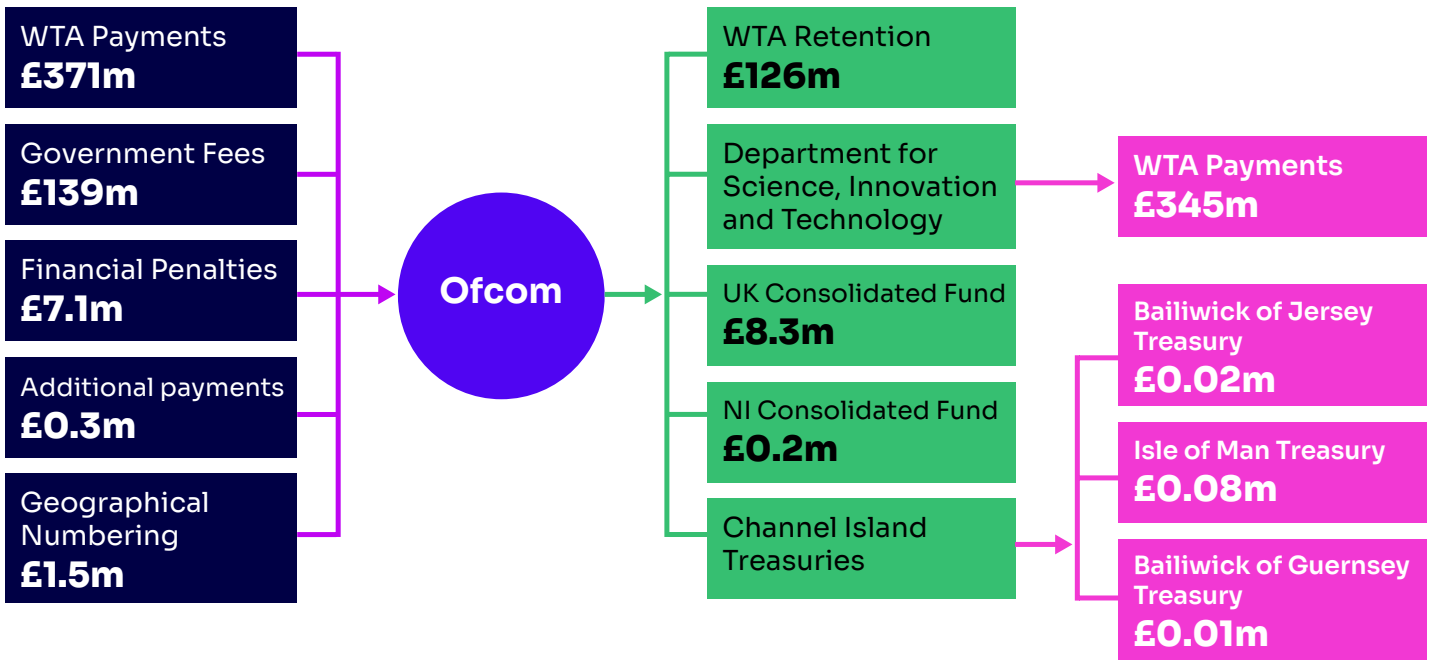 WTA Payments
£371m
Government Fees
£139m
Financial Penalties
£7.1m
Additional payments
£0.3m
Geographical
Numbering
£1.5m
Ofcom
WTA Retention
£126m
Department for
Science, Innovation
and Technology
UK Consolidated Fund
£8.3m
NI Consolidated Fund
£0.2m
Channel Island
Treasuries
WTA Payments
£345m
Bailiwick of Jersey
Treasury
£0.02m
Isle of Man Treasury
£0.08m
Bailiwick of Guernsey
Treasury
£0.01m